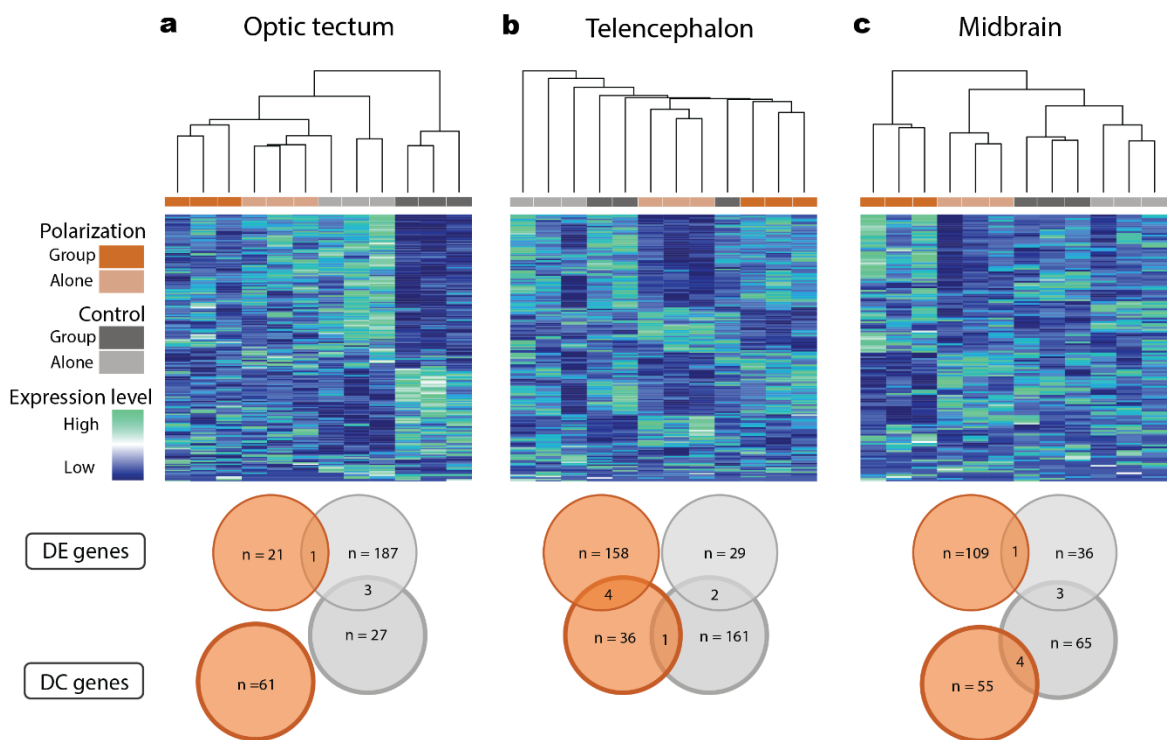 a Optic tectum
b Telencephalon
c Midbrain
Polarization
Group
Alone
Control
Group
Alone
Expression level
High
Low
DE genes
n = 21
1
n = 187
3
n = 27
n =61
n = 158
n = 29
4
2
n = 36
1
n = 161
n =109
1
n =36
3
n = 65
4
n = 55
DC genes